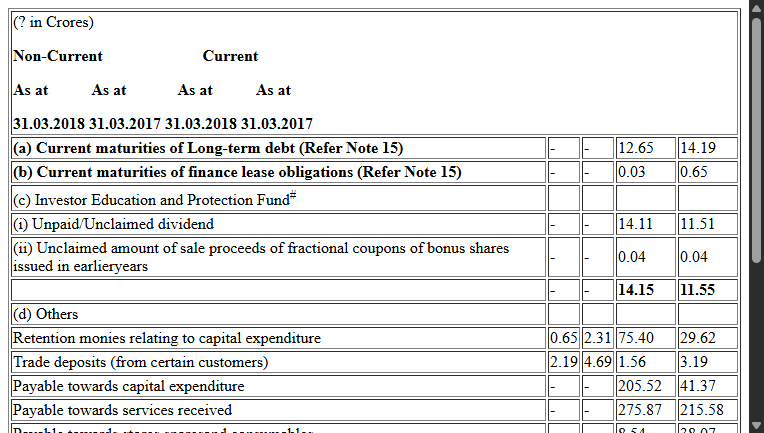 (? in Crores)
Non-Current Current
As at As at As at As at
31.03.2018 31.03.2017 31.03.2018 31.03.2017
(a) Current maturities of Long-term debt (Refer Note 15) - - 12.65 14.19
(b) Current maturities of finance lease obligations (Refer Note 15) - - 0.03 0.65
(c) Investor Education and Protection Fund#
(i) Unpaid/Unclaimed dividend - - 14.11 11.51
(ii) Unclaimed amount of sale proceeds of fractional coupons of bonus shares
issued in earlieryears - - 0.04 0.04
- - 14.15 11.55
(d) Others
Retention monies relating to capital expenditure 0.65 2.31 75.40 29.62
Trade deposits (from certain customers) 2.19 4.69 1.56 3.19
Payable towards capital expenditure - - 205.52 41.37
Payable towards services received - - 275.87 215.58